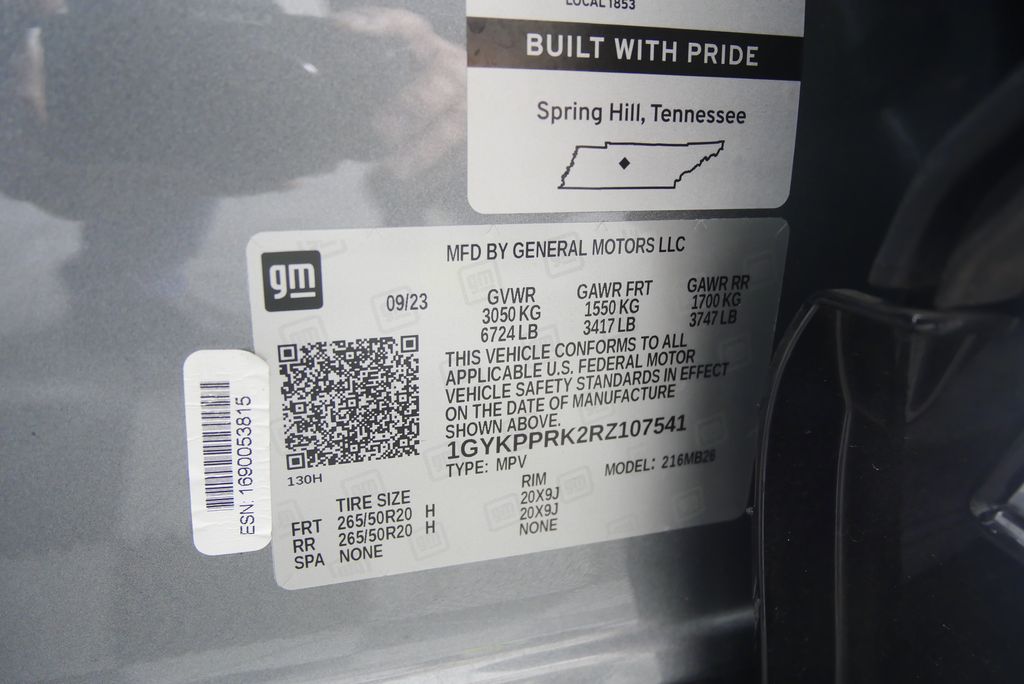 LOCAL 1853
BUILT WITH PRIDE
Spring Hill, Tennessee
gm
MFD BY GENERAL MOTORS LLC
09/23
GVWR GAWR FRT GAWR RR
3050 KG 1550 KG 1700 KG
6724 LB 3417 LB 3747 LB
THIS VEHICLE CONFORMS TO ALL
APPLICABLE U.S. FEDERAL MOTOR
VEHICLE SAFETY STANDARDS IN EFFECT
ON THE DATE OF MANUFACTURE
SHOWN ABOVE.
1GYKPPRK2RZ107541
TYPE: MPV MODEL: 216MB26
130H
TIRE SIZE RIM
FRT 265/50R20 H 20X9J
RR 265/50R20 H 20X9J
SPA NONE NONE
ESN: 1690053815